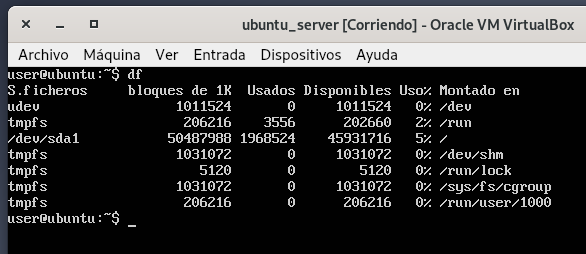 ubuntu_server [Corriendo] - Oracle VM VirtualBox
Archivo Máquina Ver Entrada Dispositivos Ayuda
user@ubuntu:~$ df
S.ficheros bloques de 1K Usados Disponibles Uso% Montado en
udev 1011524 0 1011524 0% /dev
tmpfs 206216 3556 202660 2% /run
/dev/sda1 50487988 1968524 45931716 5% /
tmpfs 1031072 0 1031072 0% /dev/shm
tmpfs 5120 0 5120 0% /run/lock
tmpfs 1031072 0 1031072 0% /sys/fs/cgroup
tmpfs 206216 0 206216 0% /run/user/1000
user@ubuntu:~$ _